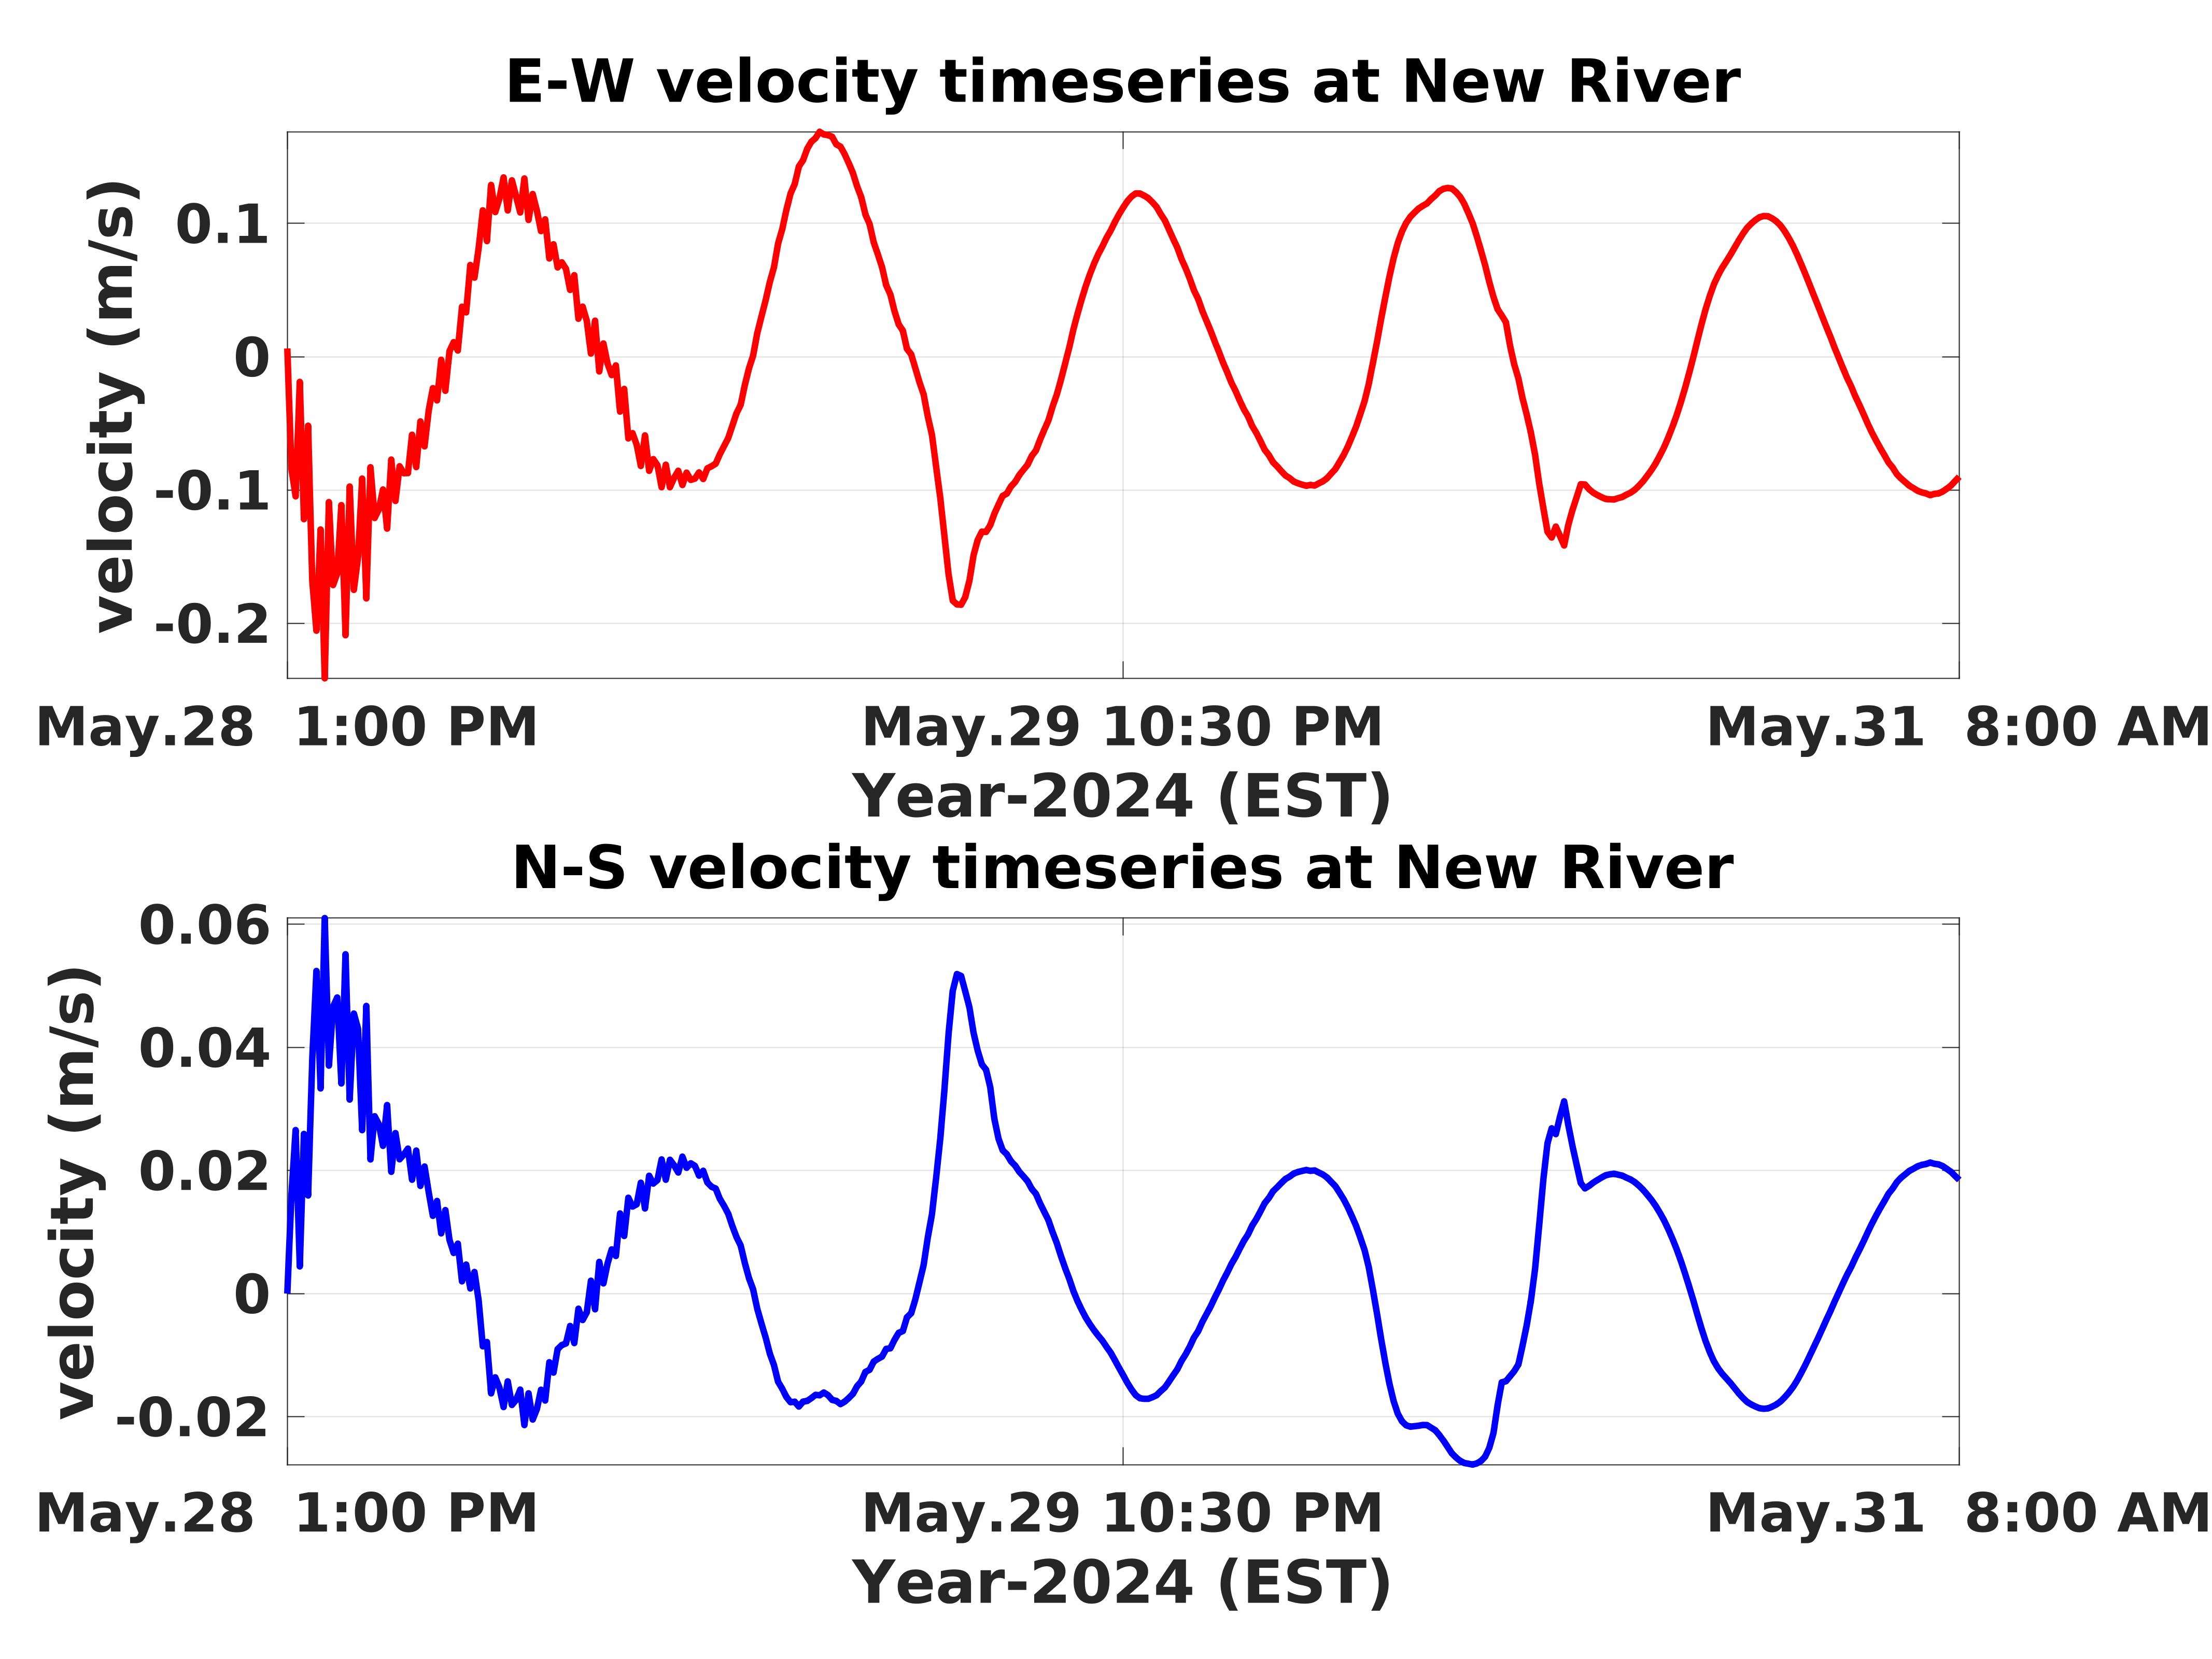 E-W velocity timeseries at New River
velocity (m/s)
0.1
0
-0.1
-0.2
May.28  1:00 PM
May.29 10:30 PM
May.31  8:00 AM
Year-2024 (EST)
N-S velocity timeseries at New River
velocity (m/s)
0.06
0.04
0.02
0
-0.02
May.28  1:00 PM
May.29 10:30 PM
May.31  8:00 AM
Year-2024 (EST)